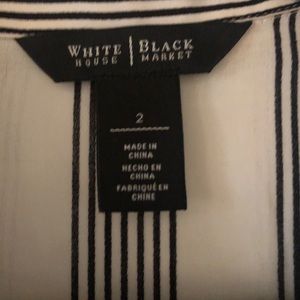 WHITE | BLACK
HOUSE | MARKET
2
MADE IN
CHINA
HECHO EN
CHINA
FABRIQUÉ EN
CHINE